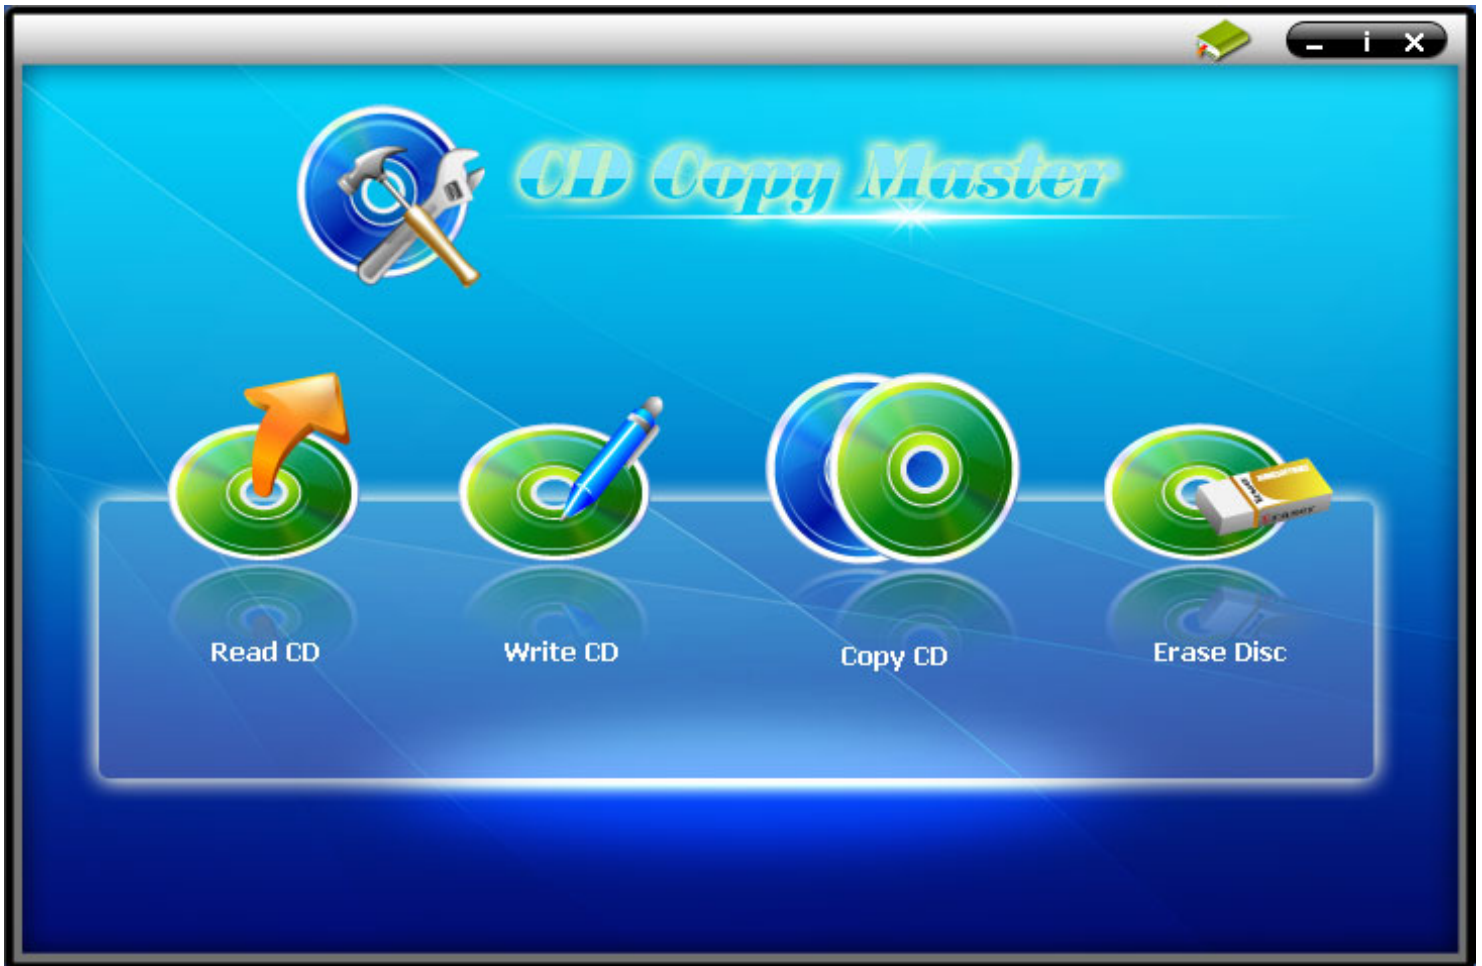 i
CD Copy Master
Read CD
Write CD
Copy CD
Erase Disc